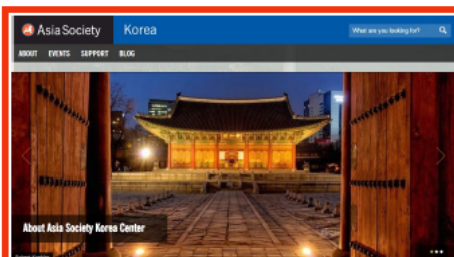 Asia Society Korea What are you looking for?
ABOUT EVENTS SUPPORT BLOG
About Asia Society Korea Center